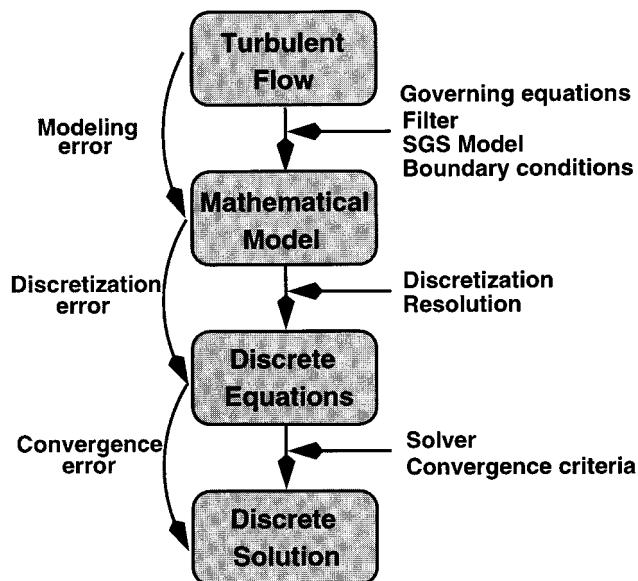 Turbulent
Flow
Governing equations
Filter
SGS Model
Boundary conditions
Modeling
error
Mathematical
Model
Discretization
error
Discretization
Resolution
Discrete
Equations
Convergence
error
Solver
Convergence criteria
Discrete
Solution